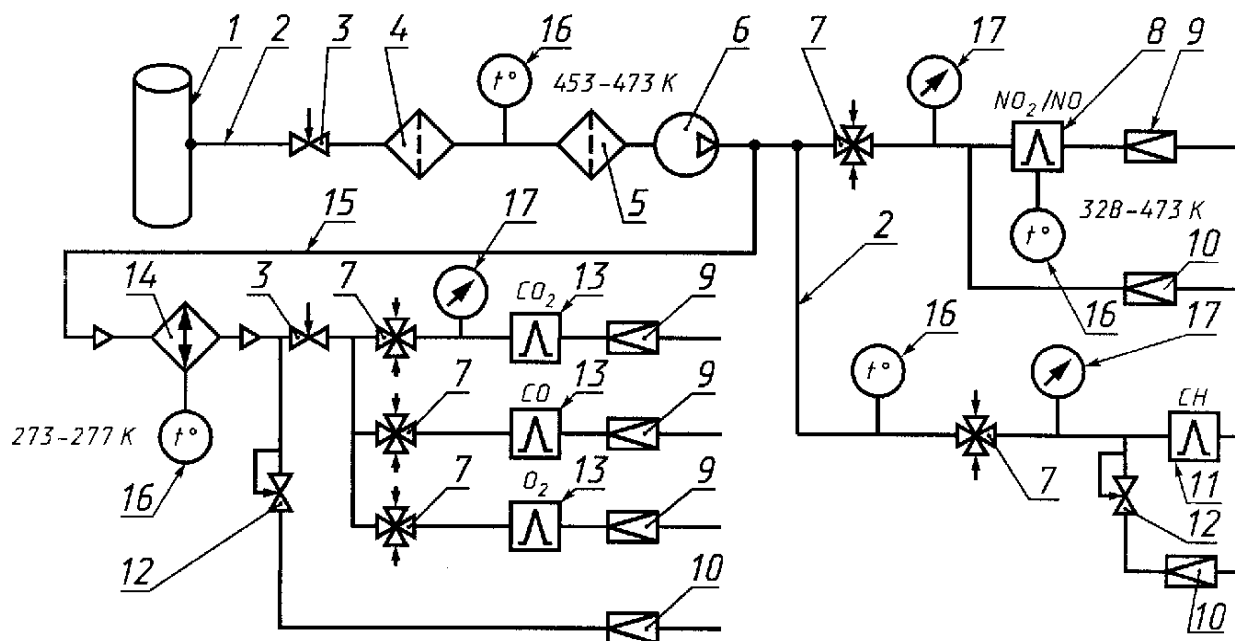 1 2 3 4 16 6 7 17 8 9
t° 453-473 K NO₂/NO
5
15 17 2 t° 328-473 K
10
14 3 7 CO₂ 13 9 16 16 17
t°
7 CO 13 9 CH
273-277 K t°
16 7 O₂ 13 9 7 11
12
12 10 10